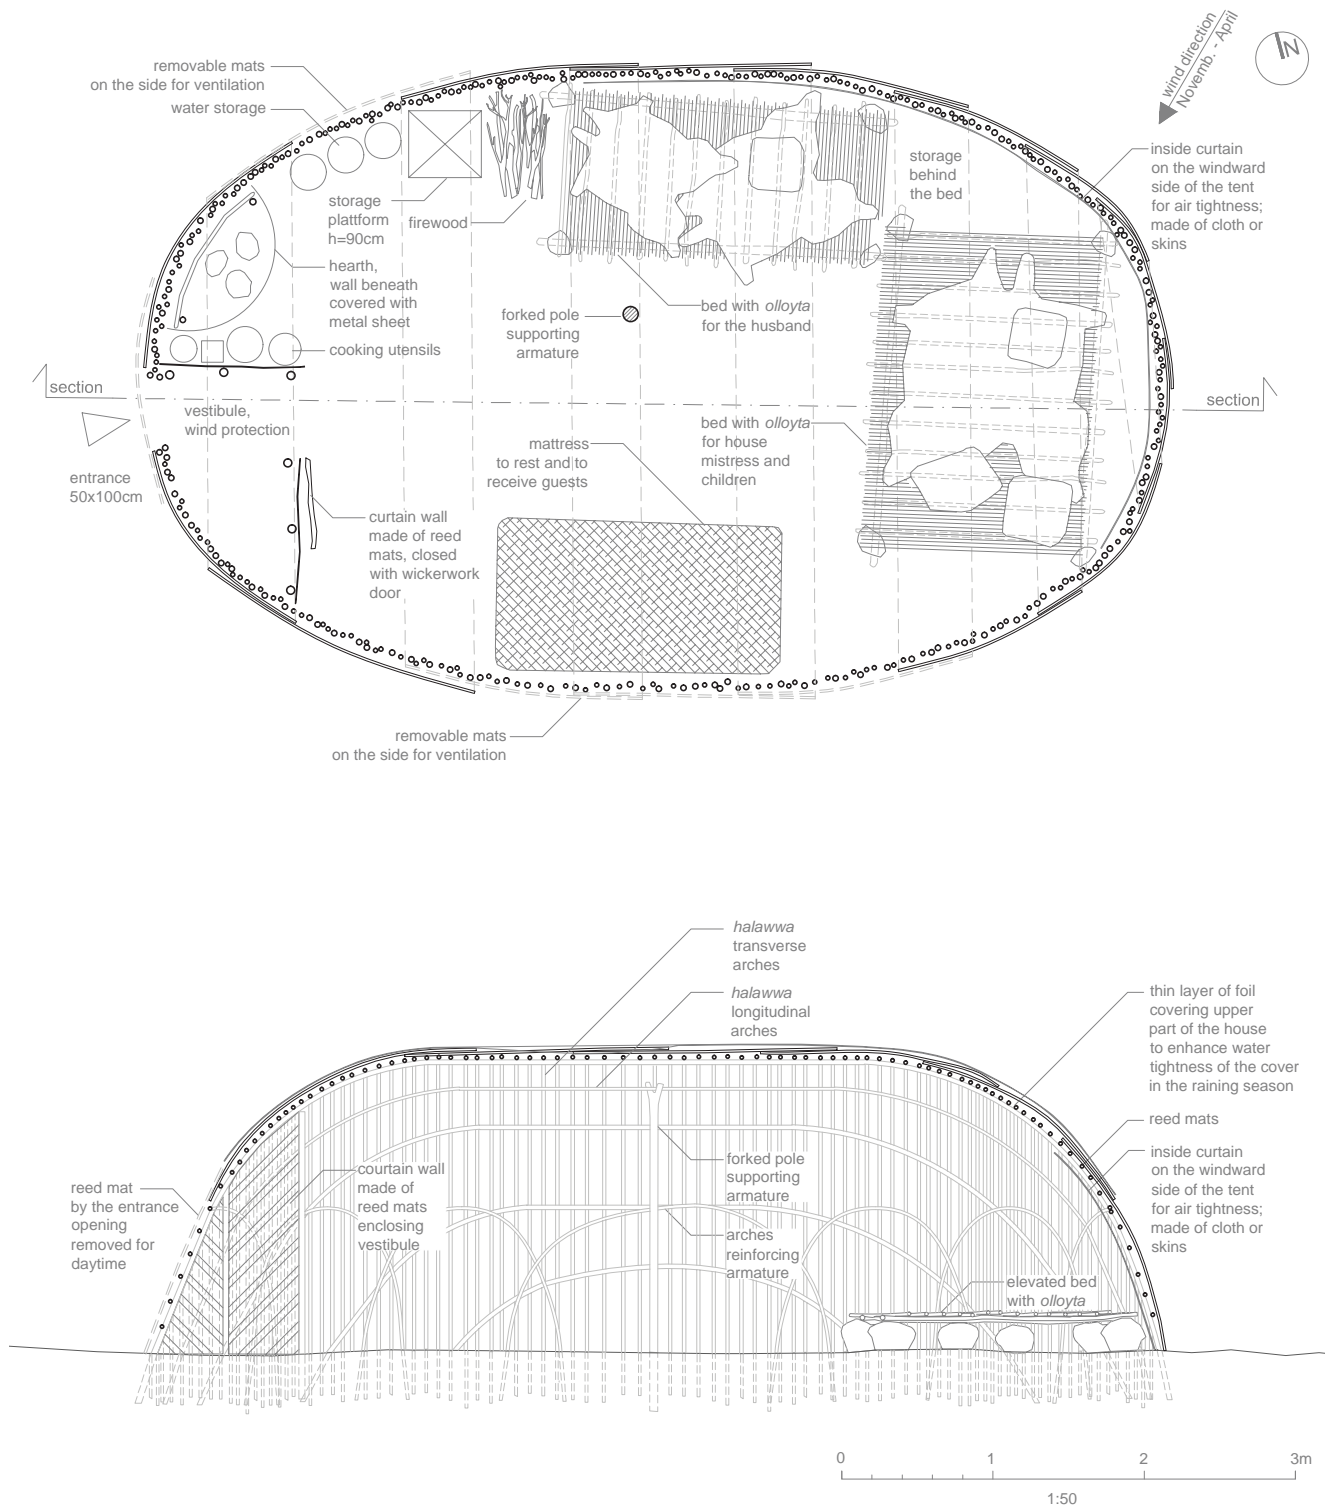 removable mats
on the side for ventilation
water storage
wind direction
Novemb. - April
N
inside curtain
on the windward
side of the tent
for air tightness;
made of cloth or
skins
storage
behind
the bed
storage
plattform
h=90cm
firewood
hearth,
wall beneath
covered with
metal sheet
cooking utensils
forked pole
supporting
armature
bed with olloyta
for the husband
section
section
vestibule,
wind protection
entrance
50x100cm
mattress
to rest and to
receive guests
bed with olloyta
for house
mistress and
children
curtain wall
made of reed
mats, closed
with wickerwork
door
removable mats
on the side for ventilation
halawwa
transverse
arches
halawwa
longitudinal
arches
thin layer of foil
covering upper
part of the house
to enhance water
tightness of the cover
in the raining season
reed mats
inside curtain
on the windward
side of the tent
for air tightness;
made of cloth or
skins
reed mat
by the entrance
opening
removed for
daytime
courtain wall
made of
reed mats
enclosing
vestibule
forked pole
supporting
armature
arches
reinforcing
armature
elevated bed
with olloyta
0 1 2 3m
1:50